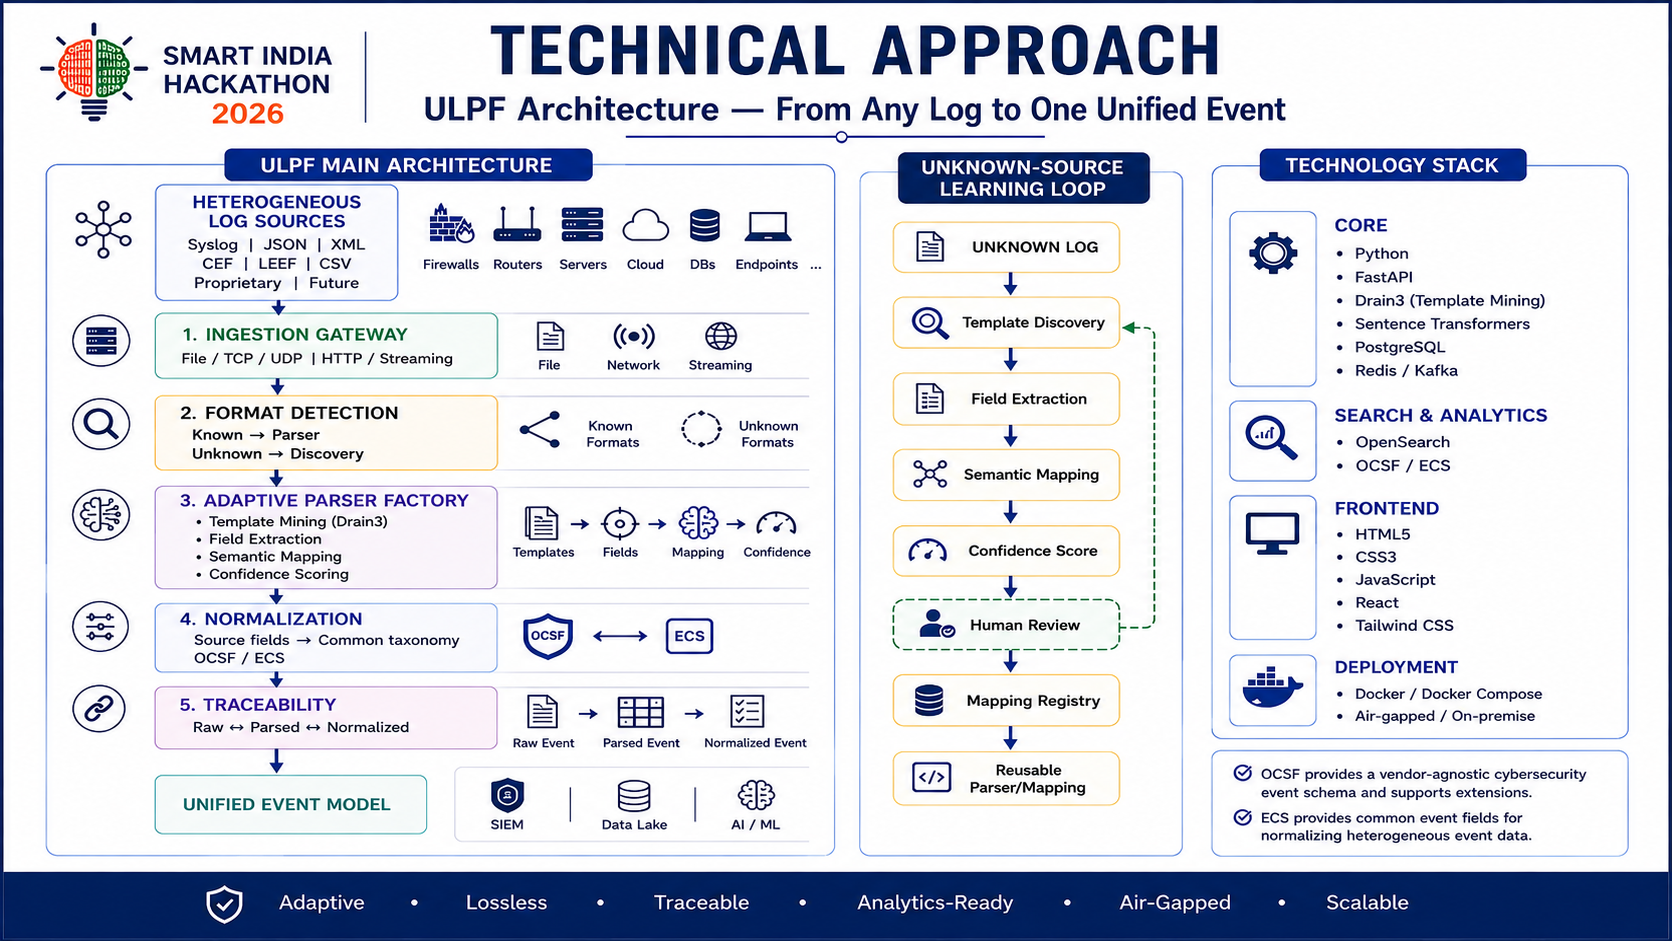 SMART INDIA
HACKATHON
2026
TECHNICAL APPROACH
ULPF Architecture — From Any Log to One Unified Event
ULPF MAIN ARCHITECTURE
HETEROGENEOUS
LOG SOURCES
Syslog | JSON | XML
CEF | LEEF | CSV
Proprietary | Future
Firewalls Routers Servers Cloud DBs Endpoints ...
1. INGESTION GATEWAY
File / TCP / UDP | HTTP / Streaming
File Network Streaming
2. FORMAT DETECTION
Known → Parser
Unknown → Discovery
Known
Formats
Unknown
Formats
3. ADAPTIVE PARSER FACTORY
• Template Mining (Drain3)
• Field Extraction
• Semantic Mapping
• Confidence Scoring
Templates Fields Mapping Confidence
4. NORMALIZATION
Source fields → Common taxonomy
OCSF / ECS
OCSF ECS
5. TRACEABILITY
Raw ↔ Parsed ↔ Normalized
Raw Event Parsed Event Normalized Event
UNIFIED EVENT MODEL
SIEM Data Lake AI / ML
UNKNOWN-SOURCE
LEARNING LOOP
UNKNOWN LOG
Template Discovery
Field Extraction
Semantic Mapping
Confidence Score
Human Review
Mapping Registry
Reusable
Parser/Mapping
TECHNOLOGY STACK
CORE
• Python
• FastAPI
• Drain3 (Template Mining)
• Sentence Transformers
• PostgreSQL
• Redis / Kafka
SEARCH & ANALYTICS
• OpenSearch
• OCSF / ECS
FRONTEND
• HTML5
• CSS3
• JavaScript
• React
• Tailwind CSS
DEPLOYMENT
• Docker / Docker Compose
• Air-gapped / On-premise
OCSF provides a vendor-agnostic cybersecurity
event schema and supports extensions.
ECS provides common event fields for
normalizing heterogeneous event data.
Adaptive • Lossless • Traceable • Analytics-Ready • Air-Gapped • Scalable